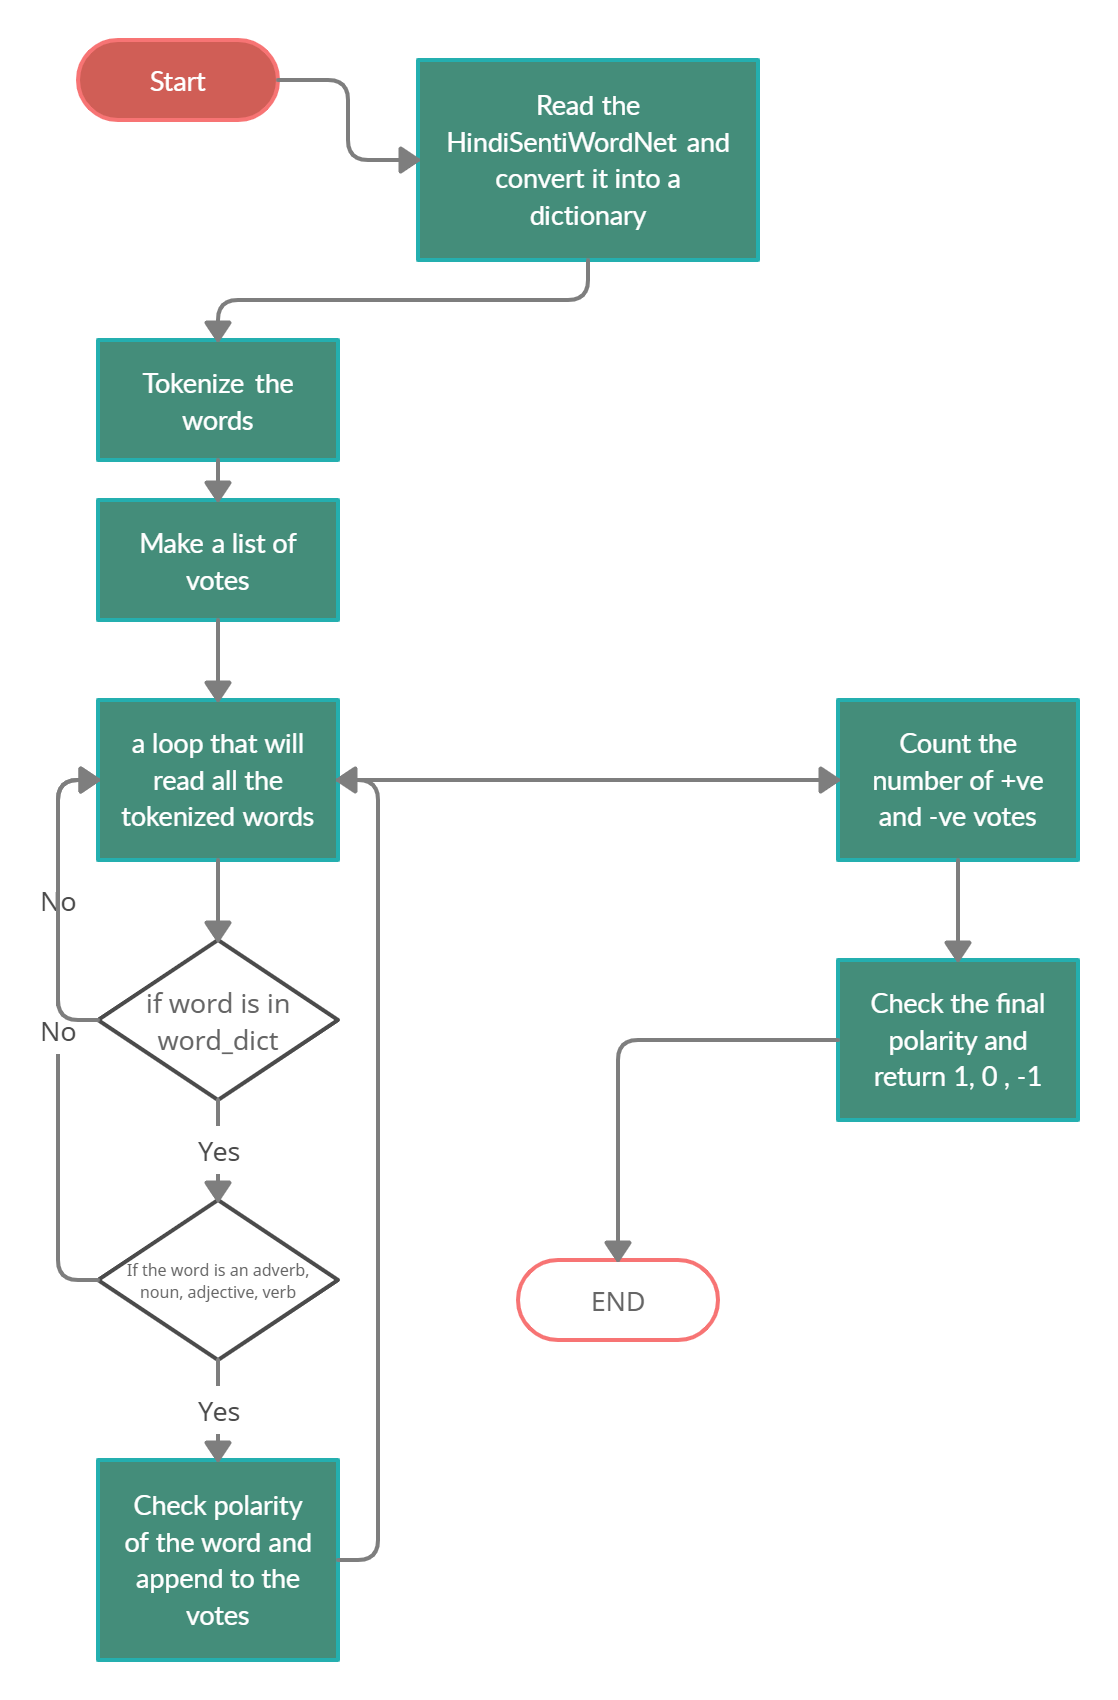 Start
Read the
HindiSentiWordNet and
convert it into a
dictionary
Tokenize the
words
Make a list of
votes
a loop that will
read all the
tokenized words
Count the
number of +ve
and -ve votes
No
if word is in
word_dict
No
Check the final
polarity and
return 1, 0 , -1
Yes
If the word is an adverb,
noun, adjective, verb
END
Yes
Check polarity
of the word and
append to the
votes